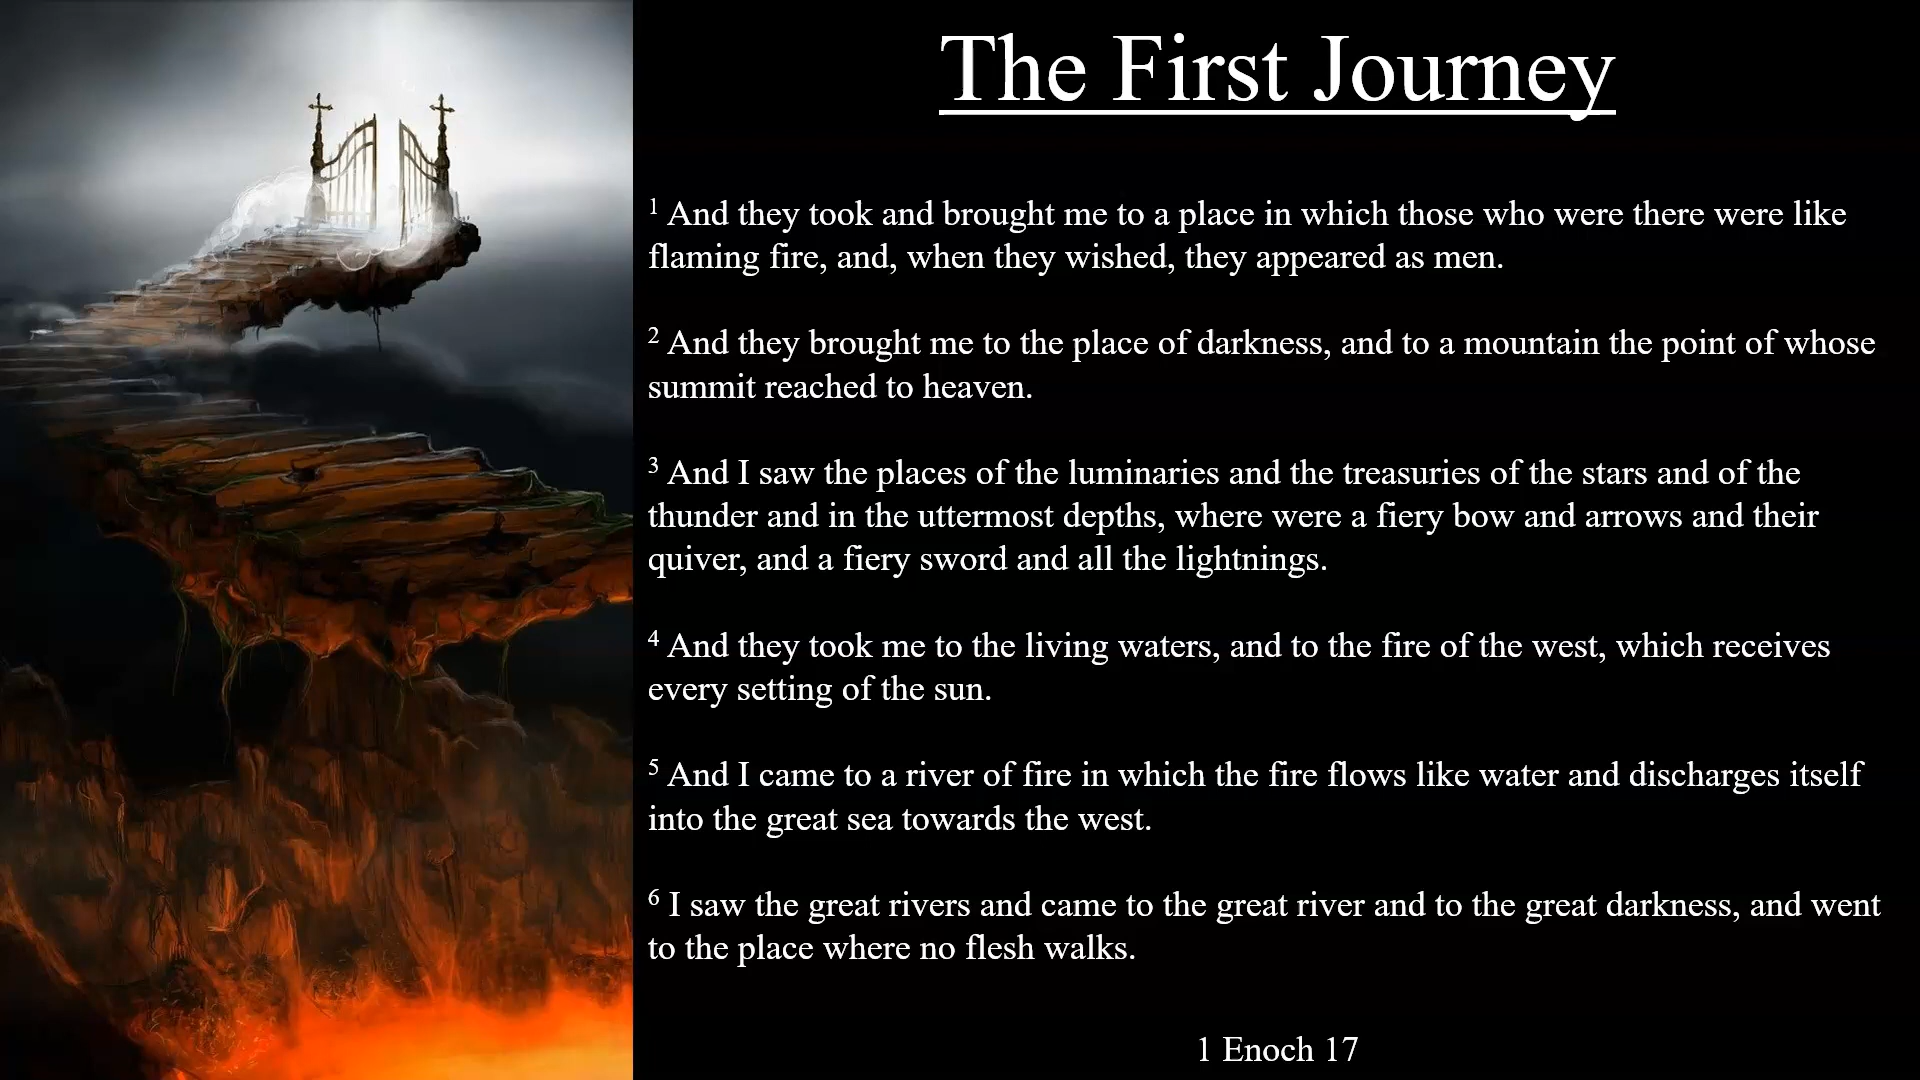 The First Journey
1 And they took and brought me to a place in which those who were there were like
flaming fire, and, when they wished, they appeared as men.
2 And they brought me to the place of darkness, and to a mountain the point of whose
summit reached to heaven.
3 And I saw the places of the luminaries and the treasuries of the stars and of the
thunder and in the uttermost depths, where were a fiery bow and arrows and their
quiver, and a fiery sword and all the lightnings.
4 And they took me to the living waters, and to the fire of the west, which receives
every setting of the sun.
5 And I came to a river of fire in which the fire flows like water and discharges itself
into the great sea towards the west.
6 I saw the great rivers and came to the great river and to the great darkness, and went
to the place where no flesh walks.
1 Enoch 17